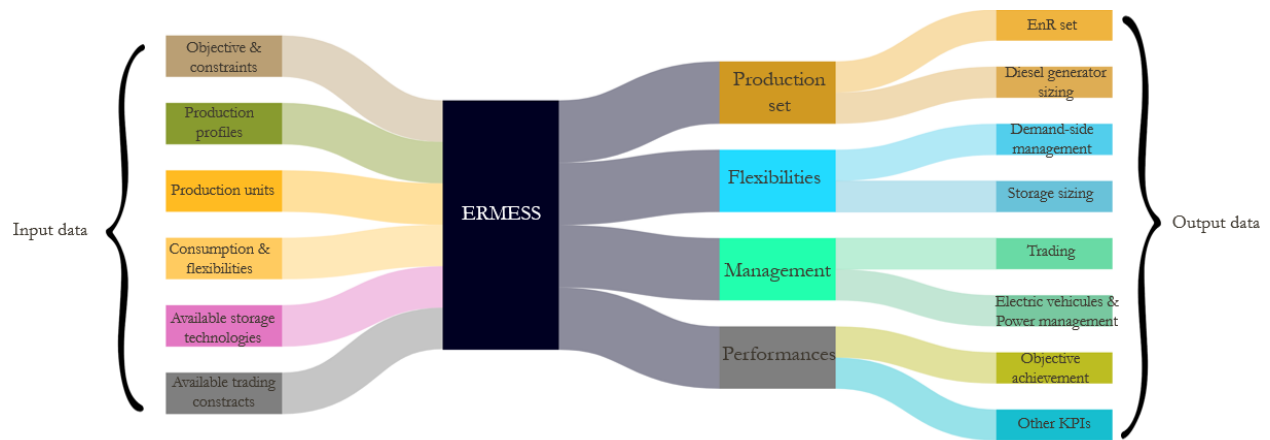 Input data
Objective &
constraints
Production
profiles
Production units
Consumption &
flexibilities
Available storage
technologies
Available trading
constracts
ERMESS
Production
set
Flexibilities
Management
Performances
EnR set
Diesel generator
sizing
Demand-side
management
Storage sizing
Trading
Electric vehicules &
Power management
Objective
achievement
Other KPIs
Output data